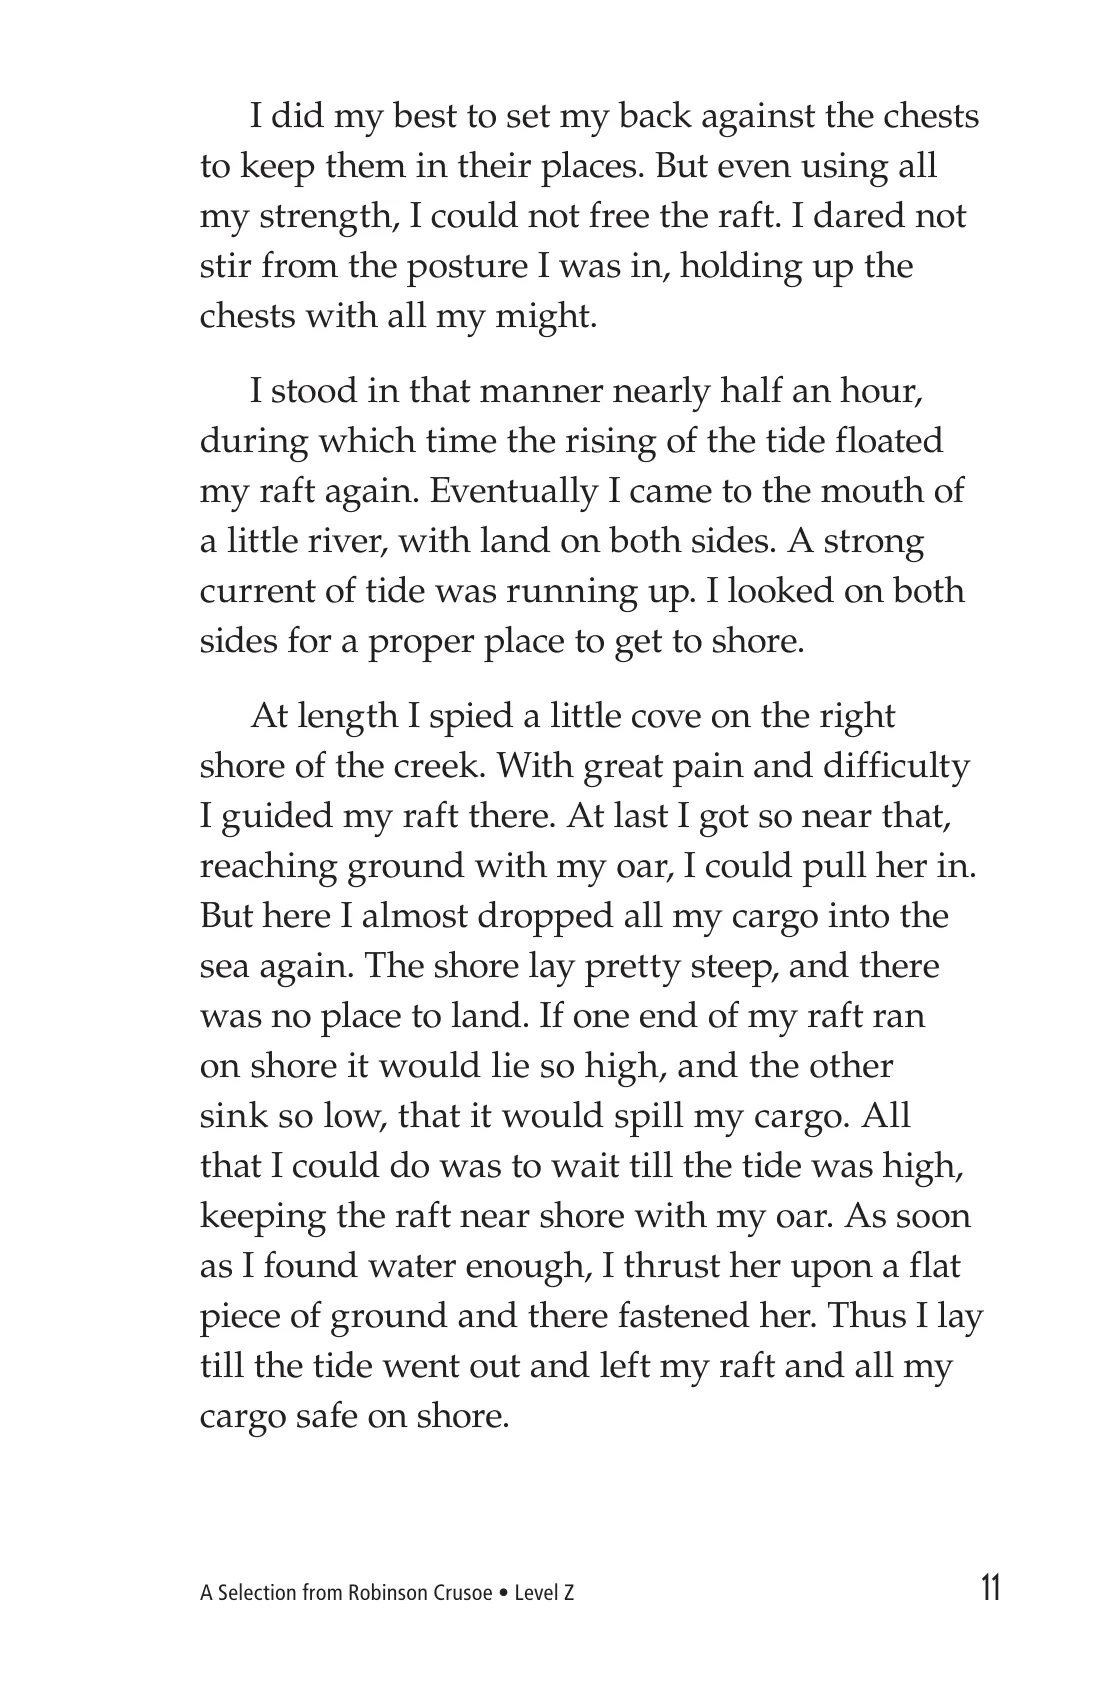 I did my best to set my back against the chests
to keep them in their places. But even using all
my strength, I could not free the raft. I dared not
stir from the posture I was in, holding up the
chests with all my might.
I stood in that manner nearly half an hour,
during which time the rising of the tide floated
my raft again. Eventually I came to the mouth of
a little river, with land on both sides. A strong
current of tide was running up. I looked on both
sides for a proper place to get to shore.
At length I spied a little cove on the right
shore of the creek. With great pain and difficulty
I guided my raft there. At last I got so near that,
reaching ground with my oar, I could pull her in.
But here I almost dropped all my cargo into the
sea again. The shore lay pretty steep, and there
was no place to land. If one end of my raft ran
on shore it would lie so high, and the other
sink so low, that it would spill my cargo. All
that I could do was to wait till the tide was high,
keeping the raft near shore with my oar. As soon
as I found water enough, I thrust her upon a flat
piece of ground and there fastened her. Thus I lay
till the tide went out and left my raft and all my
cargo safe on shore.
A Selection from Robinson Crusoe • Level Z 11